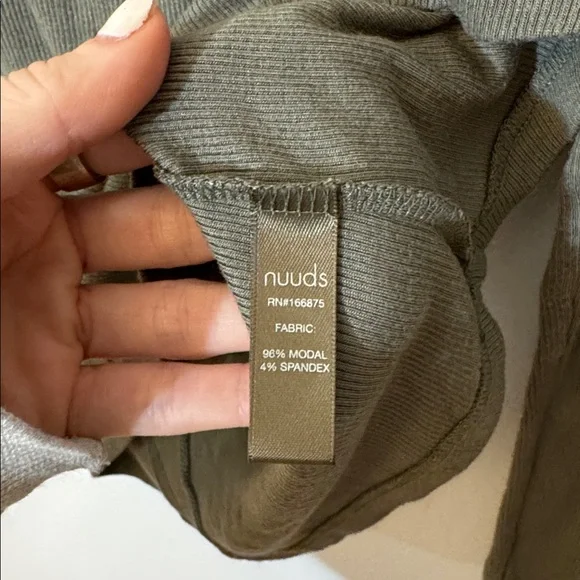 nuuds
RN#166875
FABRIC:
96% MODAL
4% SPANDEX